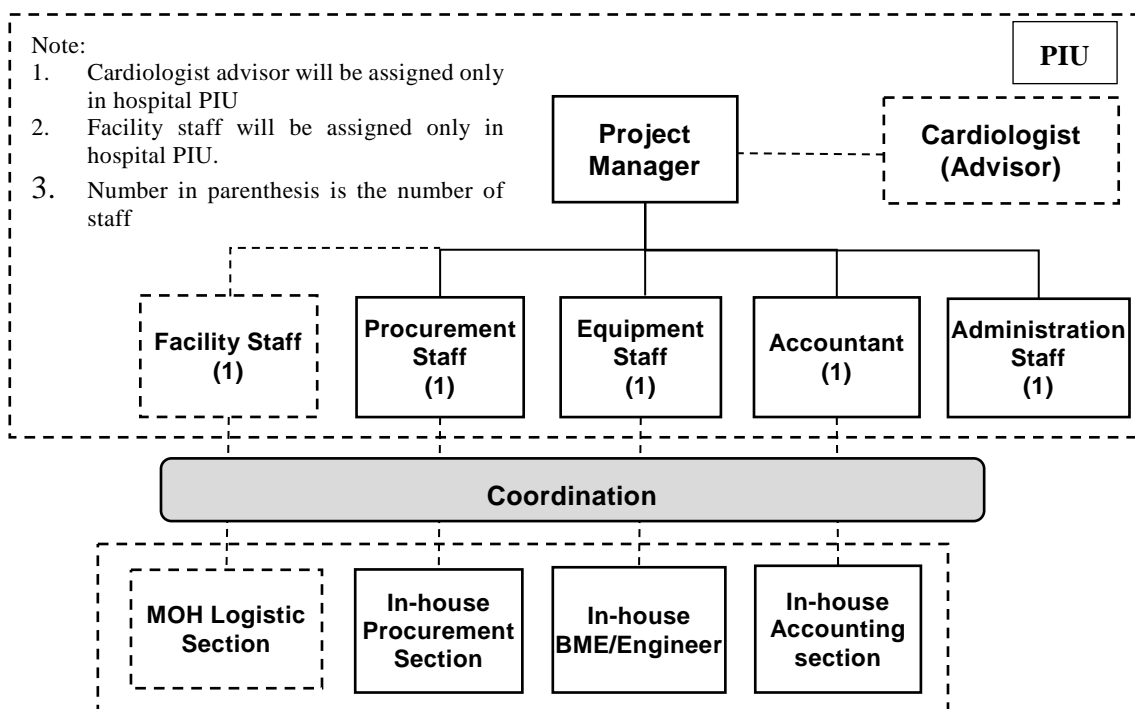 Note:
1. Cardiologist advisor will be assigned only
in hospital PIU
2. Facility staff will be assigned only in
hospital PIU.
3. Number in parenthesis is the number of
staff
PIU
Project
Manager
Cardiologist
(Advisor)
Facility Staff
(1)
Procurement
Staff
(1)
Equipment
Staff
(1)
Accountant
(1)
Administration
Staff
(1)
Coordination
MOH Logistic
Section
In-house
Procurement
Section
In-house
BME/Engineer
In-house
Accounting
section